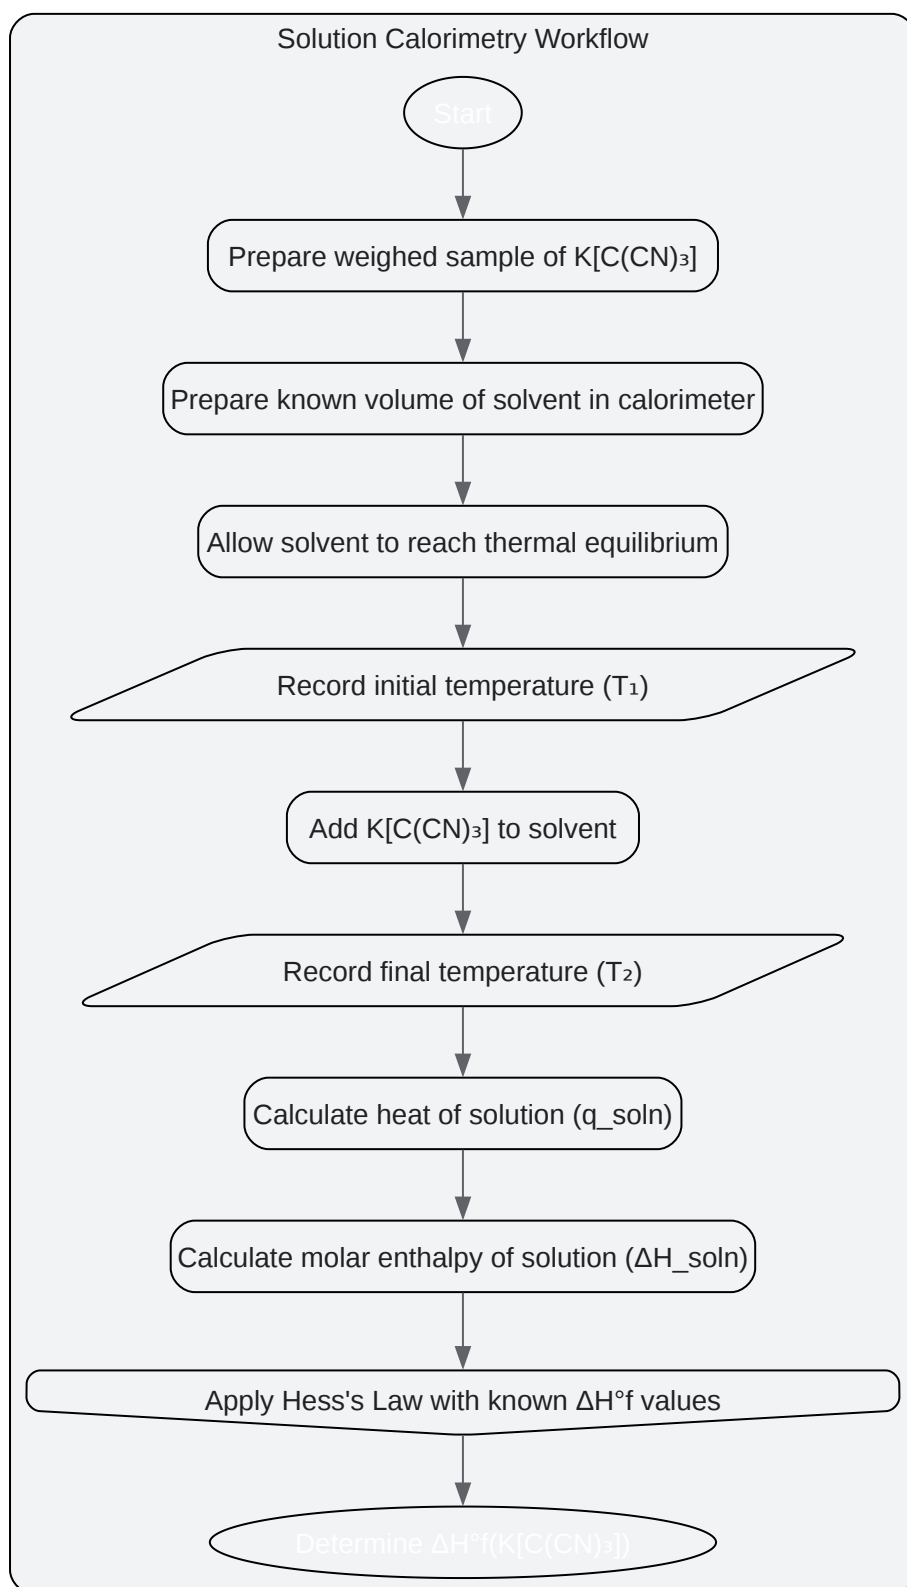 Solution Calorimetry Workflow
Start
Prepare weighed sample of K[C(CN)₃]
Prepare known volume of solvent in calorimeter
Allow solvent to reach thermal equilibrium
Record initial temperature (T₁)
Add K[C(CN)₃] to solvent
Record final temperature (T₂)
Calculate heat of solution (q_soln)
Calculate molar enthalpy of solution (ΔH_soln)
Apply Hess's Law with known ΔH°f values
Determine ΔH°f(K[C(CN)₃])